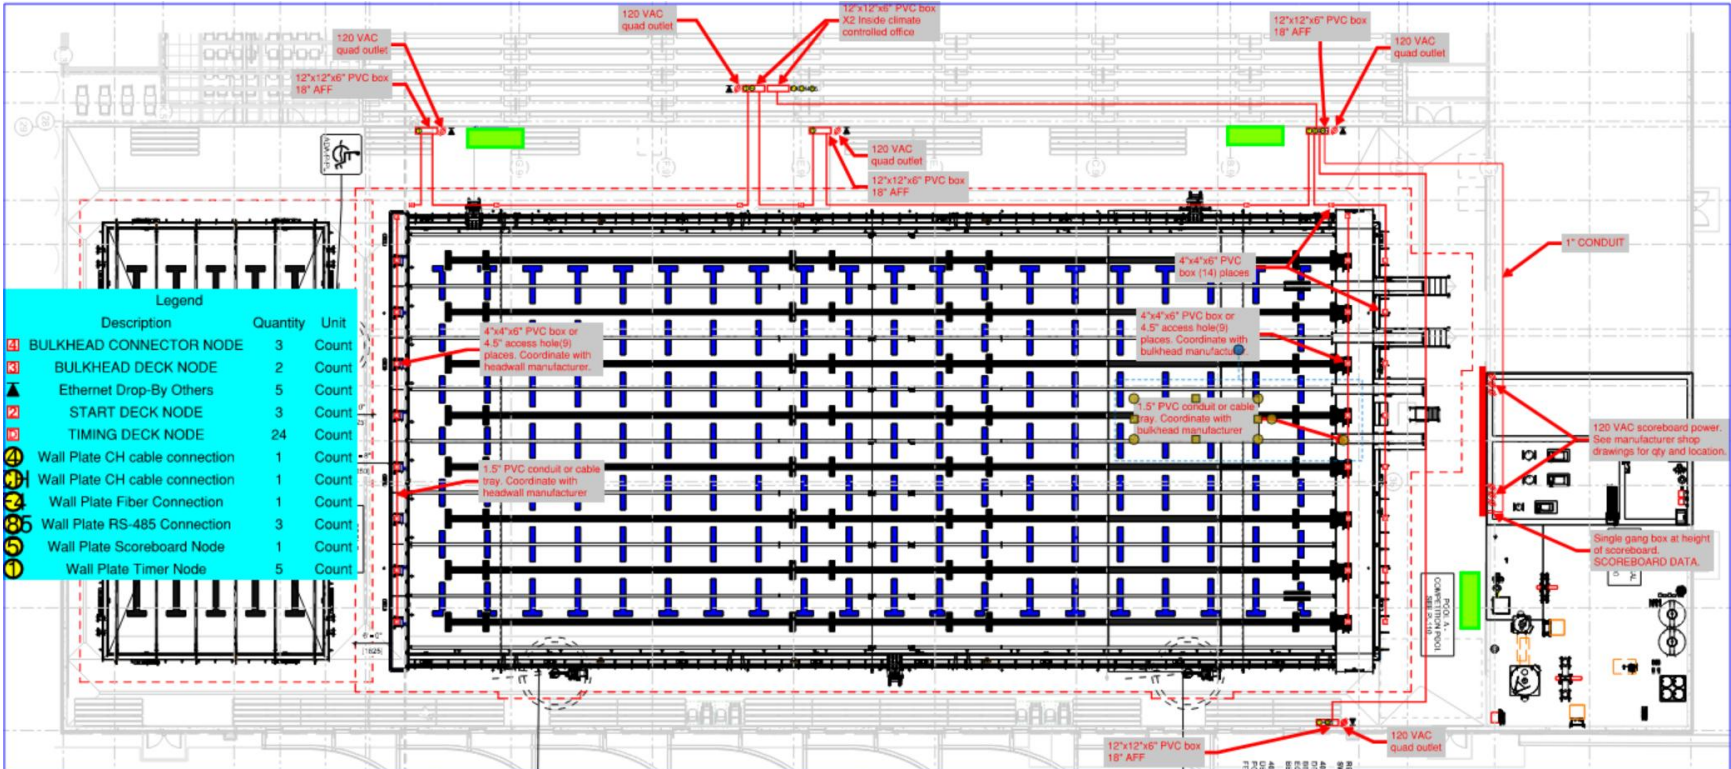 120 VAC
quad outlet
12"x12"x6" PVC box
X2 Inside climate
controlled office
12"x12"x6" PVC box
18" AFF
120 VAC
quad outlet
120 VAC
quad outlet
12"x12"x6" PVC box
18" AFF
120 VAC
quad outlet
12"x12"x6" PVC box
18" AFF
1" CONDUIT
4"x4"x6" PVC
box (14) places
Legend
Description Quantity Unit
BULKHEAD CONNECTOR NODE 3 Count
BULKHEAD DECK NODE 2 Count
Ethernet Drop-By Others 5 Count
START DECK NODE 3 Count
TIMING DECK NODE 24 Count
Wall Plate CH cable connection 1 Count
Wall Plate CH cable connection 1 Count
Wall Plate Fiber Connection 1 Count
Wall Plate RS-485 Connection 3 Count
Wall Plate Scoreboard Node 1 Count
Wall Plate Timer Node 5 Count
4"x4"x6" PVC box or
4.5" access hole(9)
places. Coordinate with
headwall manufacturer.
4"x4"x6" PVC box or
4.5" access hole(9)
places. Coordinate with
bulkhead
1.5" PVC conduit or cable
tray. Coordinate with
bulkhead manufacturer
1.5" PVC conduit or cable
tray. Coordinate with
headwall manufacturer
120 VAC scoreboard power.
See manufacturer shop
drawings for qty and location.
Single gang box at height
of scoreboard.
SCOREBOARD DATA.
POOL A -
COMPETITION POOL
12"x12"x6" PVC box
18" AFF
120 VAC
quad outlet